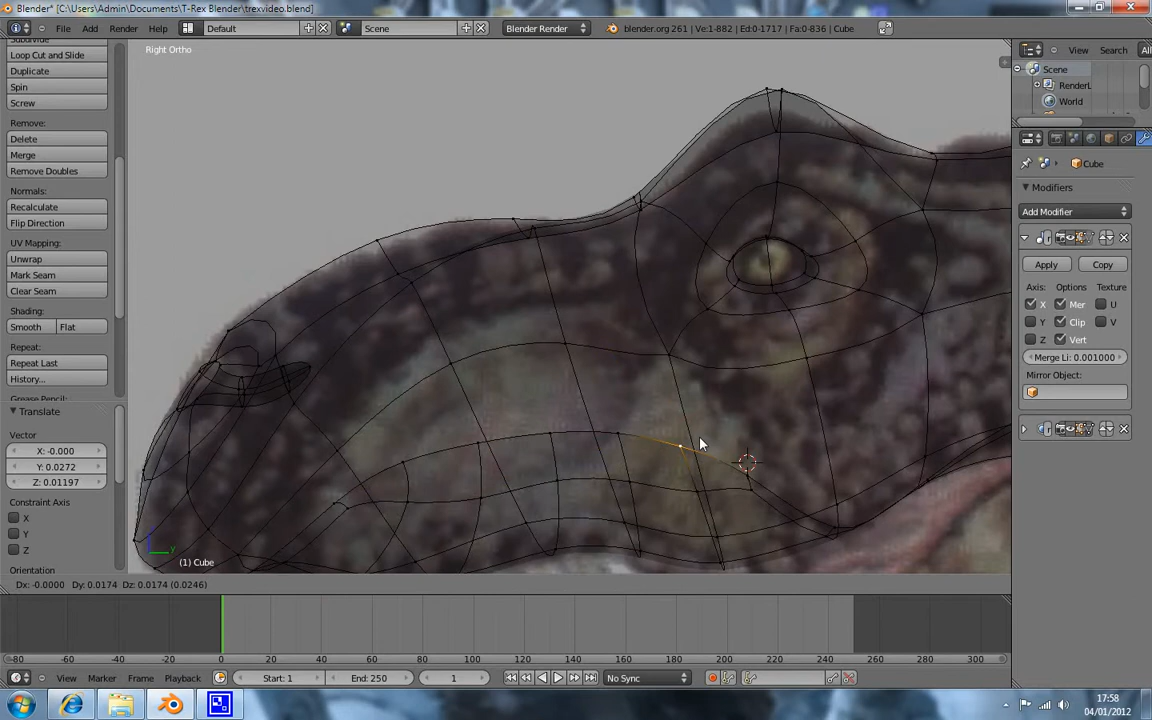 Blender* [C:\Users\Admin\Documents\T-Rex Blender\trexvideo.blend]
File Add Render Help Default Scene Blender Render blender.org 261 | Ve:1-882 | Ed:0-1717 | Fa:0-836 | Cube
Right Ortho
View Search All
Scene
RenderL
World
Subdivide
Loop Cut and Slide
Duplicate
Spin
Screw
Remove:
Delete
Merge
Remove Doubles
Normals:
Recalculate
Flip Direction
UV Mapping:
Unwrap
Mark Seam
Clear Seam
Shading:
Smooth Flat
Repeat:
Repeat Last
History...
Grease Pencil:
Translate
Vector
X: -0.000
Y: 0.0272
Z: 0.01197
Constraint Axis
X
Y
Z
Orientation
Cube
Modifiers
Add Modifier
Apply Copy
Axis: Options Texture
X Mer U
Y Clip V
Z Vert
Merge Li: 0.001000
Mirror Object:
z
y
(1) Cube
Dx: -0.0000 Dy: 0.0174 Dz: 0.0174 (0.0246)
-80 -60 -40 -20 0 20 40 60 80 100 120 140 160 180 200 220 240 260 280 300
View Marker Frame Playback Start: 1 End: 250 1 No Sync
17:58
04/01/2012